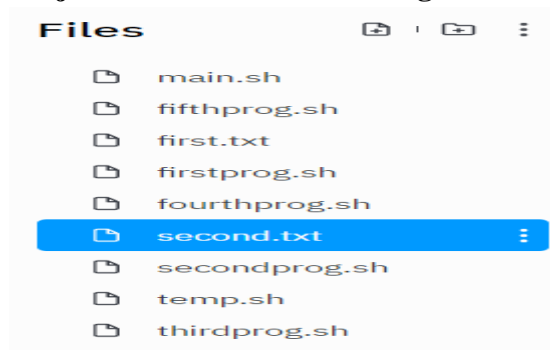 Files
main.sh
fifthprog.sh
first.txt
firstprog.sh
fourthprog.sh
second.txt
secondprog.sh
temp.sh
thirdprog.sh